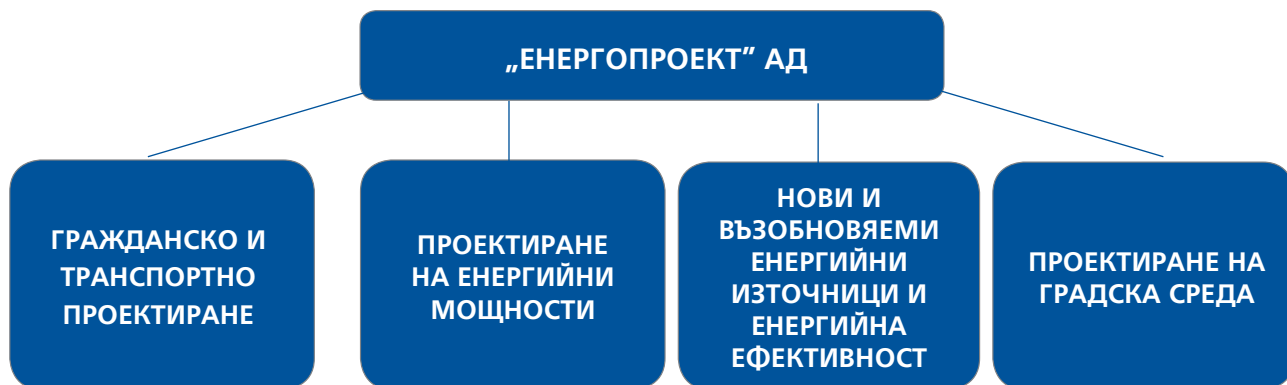 „ЕНЕРГОПРОЕКТ” АД
ГРАЖДАНСКО И
ТРАНСПОРТНО
ПРОЕКТИРАНЕ
ПРОЕКТИРАНЕ
НА ЕНЕРГИЙНИ
МОЩНОСТИ
НОВИ И
ВЪЗОБНОВЯЕМИ
ЕНЕРГИЙНИ
ИЗТОЧНИЦИ И
ЕНЕРГИЙНА
ЕФЕКТИВНОСТ
ПРОЕКТИРАНЕ НА
ГРАДСКА СРЕДА